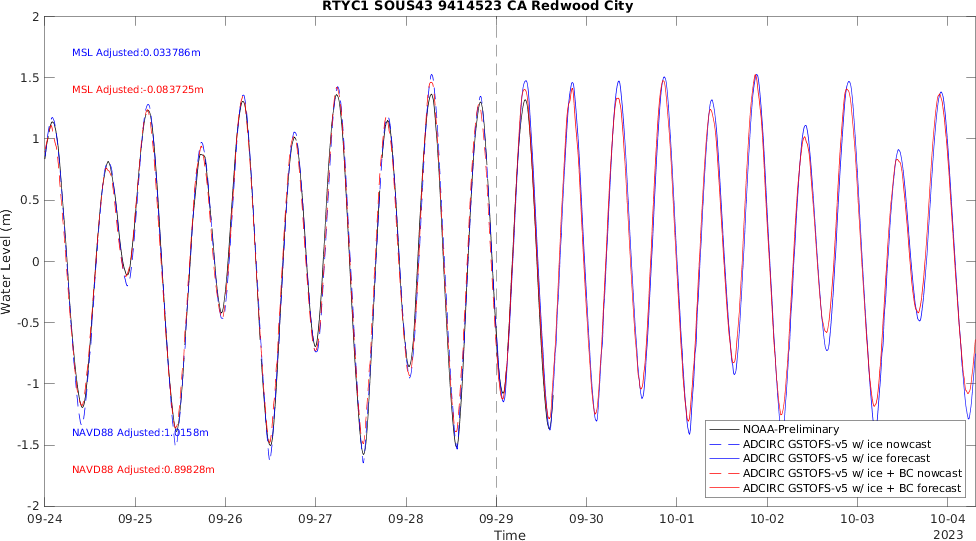 RTYC1 SOUS43 9414523 CA Redwood City
2
1.5
1
0.5
0
-0.5
-1
-1.5
-2
Water Level (m)
MSL Adjusted:0.033786m
MSL Adjusted:-0.083725m
NAVD88 Adjusted:1.0158m
NAVD88 Adjusted:0.89828m
NOAA-Preliminary
ADCIRC GSTOFS-v5 w/ ice nowcast
ADCIRC GSTOFS-v5 w/ ice forecast
ADCIRC GSTOFS-v5 w/ ice + BC nowcast
ADCIRC GSTOFS-v5 w/ ice + BC forecast
09-24 09-25 09-26 09-27 09-28 09-29 09-30 10-01 10-02 10-03 10-04
Time
2023